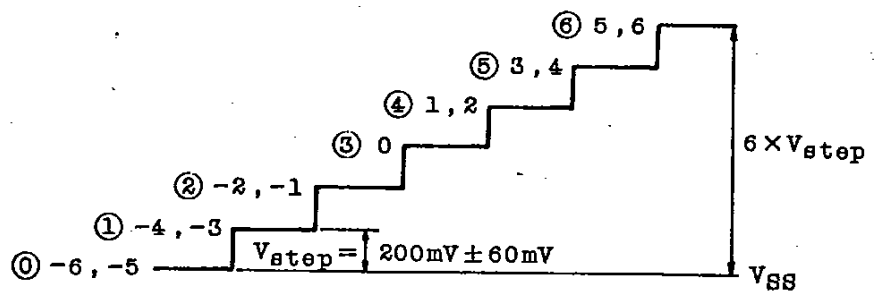 ⑥ 5,6
⑤ 3,4
④ 1,2
③ 0
6×Vstep
② -2,-1
① -4,-3
Vstep= 200mV±60mV
⓪ -6,-5
VSS